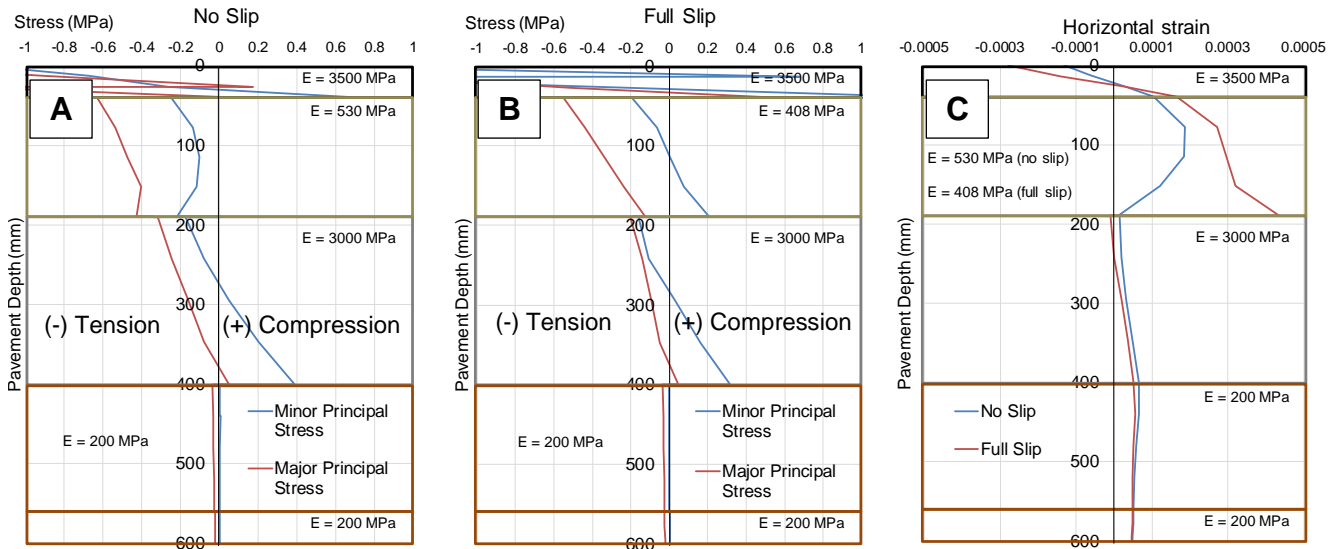 No Slip
Stress (MPa)
-1 -0.8 -0.6 -0.4 -0.2 0 0.2 0.4 0.6 0.8 1
0
E = 3500 MPa
A
E = 530 MPa
100
200
E = 3000 MPa
300
(-) Tension
(+) Compression
400
Minor Principal
Stress
E = 200 MPa
Major Principal
Stress
500
E = 200 MPa
600
Pavement Depth (mm)
Full Slip
Stress (MPa)
-1 -0.8 -0.6 -0.4 -0.2 0 0.2 0.4 0.6 0.8 1
0
3500 MPa
B
E = 408 MPa
100
200
E = 3000 MPa
300
(-) Tension
(+) Compression
400
Minor Principal
Stress
E = 200 MPa
Major Principal
Stress
500
E = 200 MPa
600
Pavement Depth (mm)
Horizontal strain
-0.0005 -0.0003 -0.0001 0.0001 0.0003 0.0005
0
E = 3500 MPa
C
100
E = 530 MPa (no slip)
E = 408 MPa (full slip)
200
E = 3000 MPa
300
400
E = 200 MPa
No Slip
Full Slip
500
E = 200 MPa
600
Pavement Depth (mm)